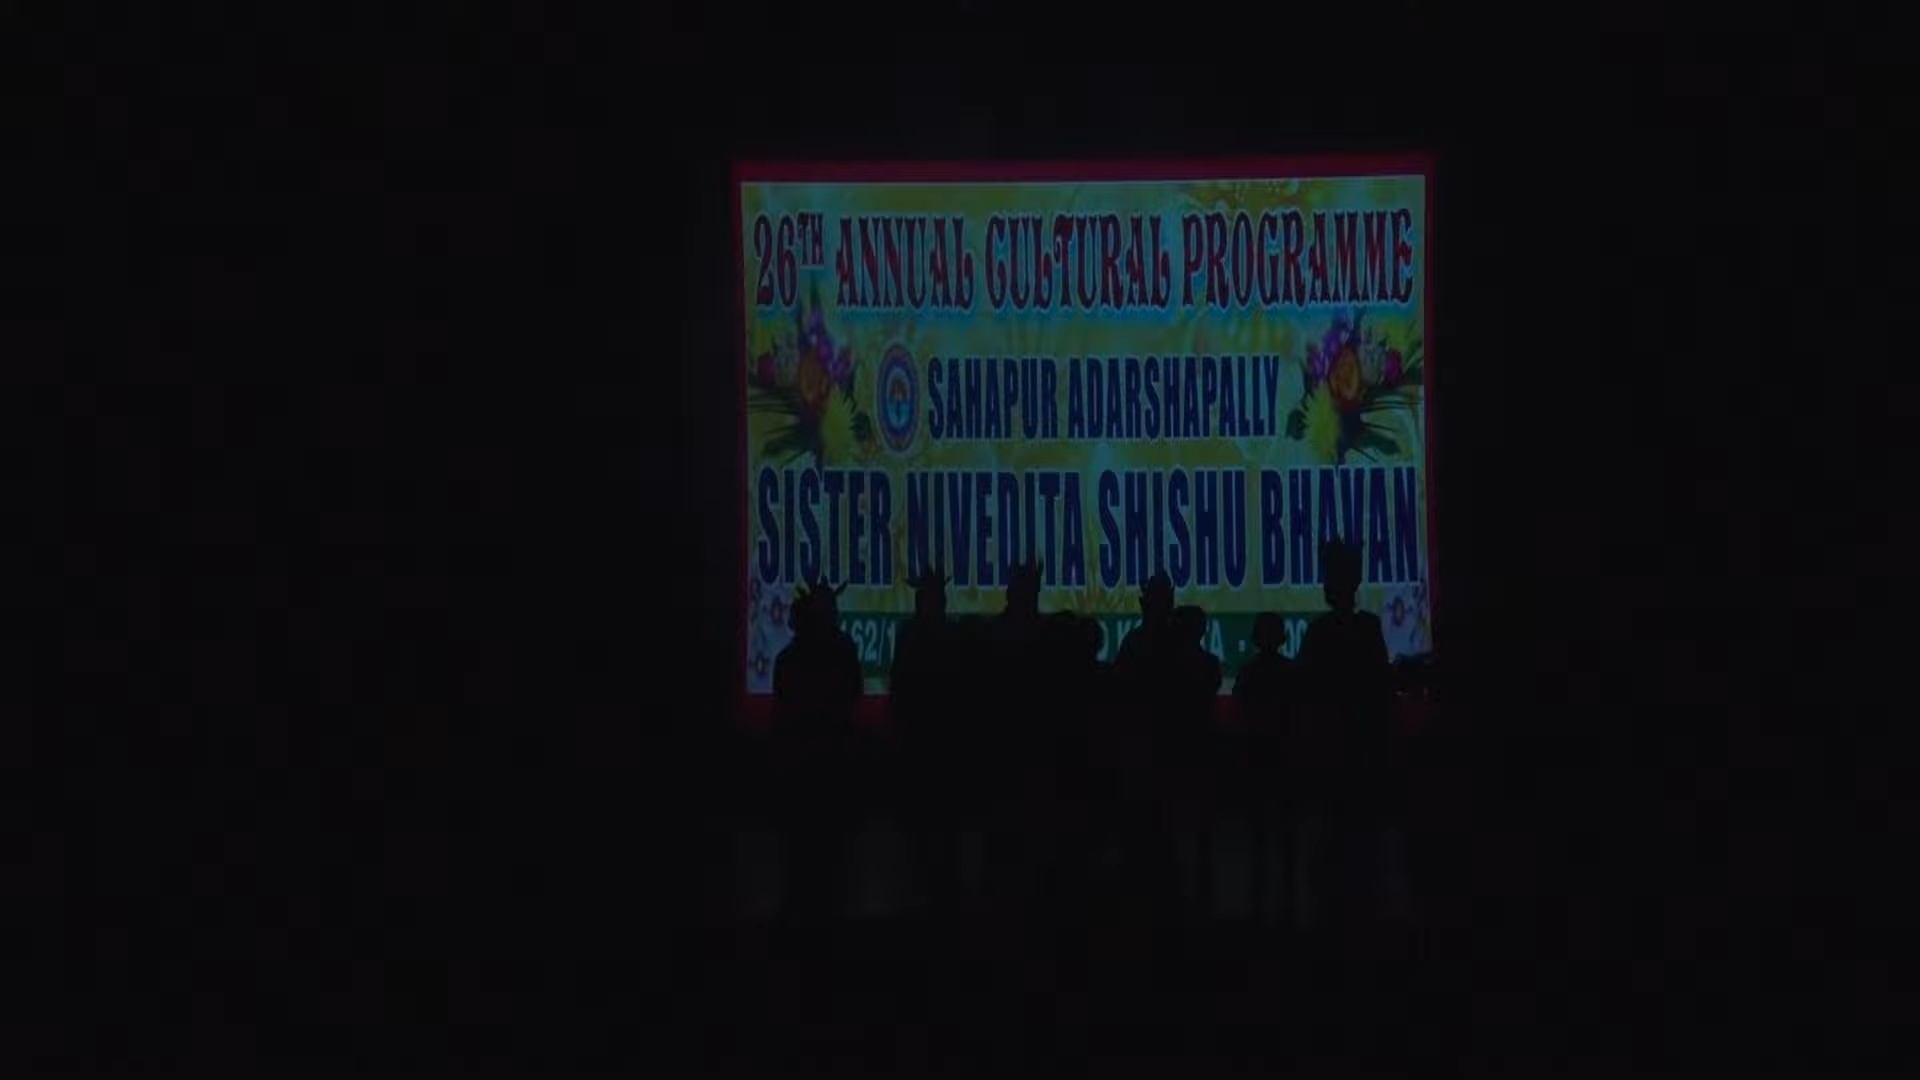 26TH ANNUAL CULTURAL PROGRAMME
SAHAPUR ADARSHAPALLY
SISTER NIVEDITA SHISHU BHAVAN